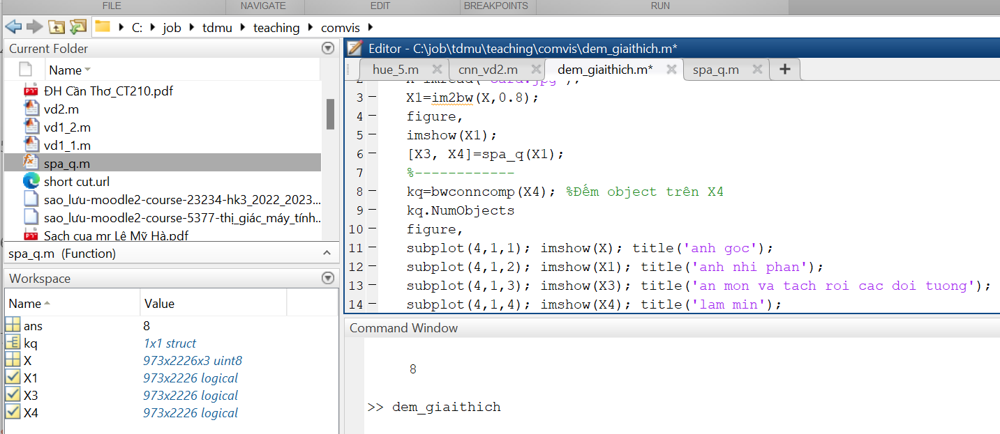 FILE NAVIGATE EDIT BREAKPOINTS RUN
C: job tdmu teaching comvis
Current Folder
Name
ĐH Cần Thơ_CT210.pdf
vd2.m
vd1_2.m
vd1_1.m
spa_q.m
short cut.url
sao_lưu-moodle2-course-23234-hk3_2022_2023...
sao_lưu-moodle2-course-5377-thị_giác_máy_tính...
Sach cua mr Lê Mỹ Hà.pdf
spa_q.m (Function)
Workspace
Name Value
ans 8
kq 1x1 struct
X 973x2226x3 uint8
X1 973x2226 logical
X3 973x2226 logical
X4 973x2226 logical
Editor - C:\job\tdmu\teaching\comvis\dem_giaithich.m*
hue_5.m cnn_vd2.m dem_giaithich.m* spa_q.m +
3 X1=im2bw(X,0.8);
4 figure,
5 imshow(X1);
6 [X3, X4]=spa_q(X1);
7 %------------
8 kq=bwconncomp(X4); %Đếm object trên X4
9 kq.NumObjects
10 figure,
11 subplot(4,1,1); imshow(X); title('anh goc');
12 subplot(4,1,2); imshow(X1); title('anh nhi phan');
13 subplot(4,1,3); imshow(X3); title('an mon va tach roi cac doi tuong');
14 subplot(4,1,4); imshow(X4); title('lam min');
Command Window
8
>> dem_giaithich